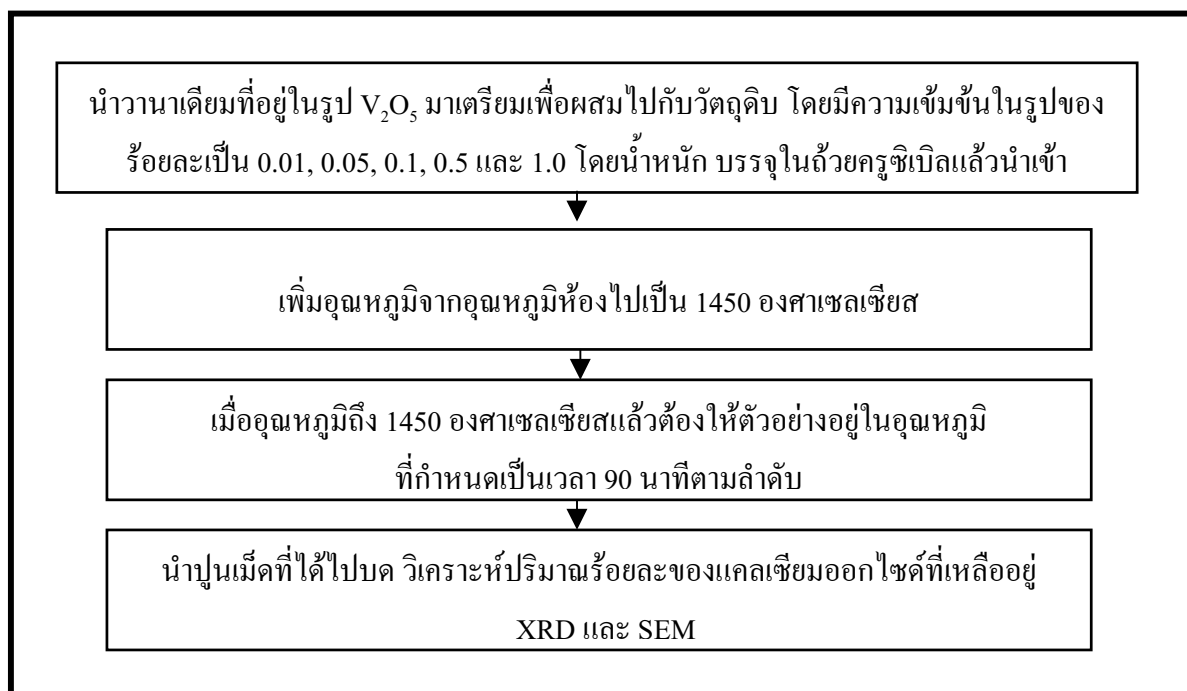 นำวานาเดียมที่อยู่ในรูป V₂O₅ มาเตรียมเพื่อผสมไปกับวัตถุดิบ โดยมีความเข้มข้นในรูปของ
ร้อยละเป็น 0.01, 0.05, 0.1, 0.5 และ 1.0 โดยน้ำหนัก บรรจุในถ้วยครูซิเบิลแล้วนำเข้า
เพิ่มอุณหภูมิจากอุณหภูมิห้องไปเป็น 1450 องศาเซลเซียส
เมื่ออุณหภูมิถึง 1450 องศาเซลเซียสแล้วต้องให้ตัวอย่างอยู่ในอุณหภูมิ
ที่กำหนดเป็นเวลา 90 นาทีตามลำดับ
นำปูนเม็ดที่ได้ไปบด วิเคราะห์ปริมาณร้อยละของแคลเซียมออกไซด์ที่เหลืออยู่
XRD และ SEM